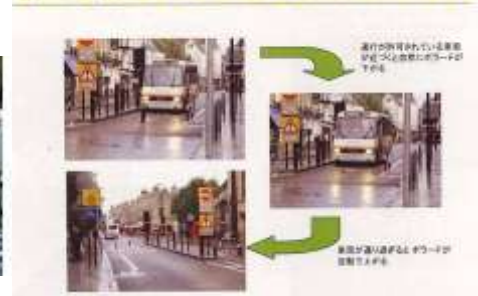 通行が許可されている車両
が近づくと自然にボラードが
下がる
車両が通り過ぎるとボラードが
自動で上がる